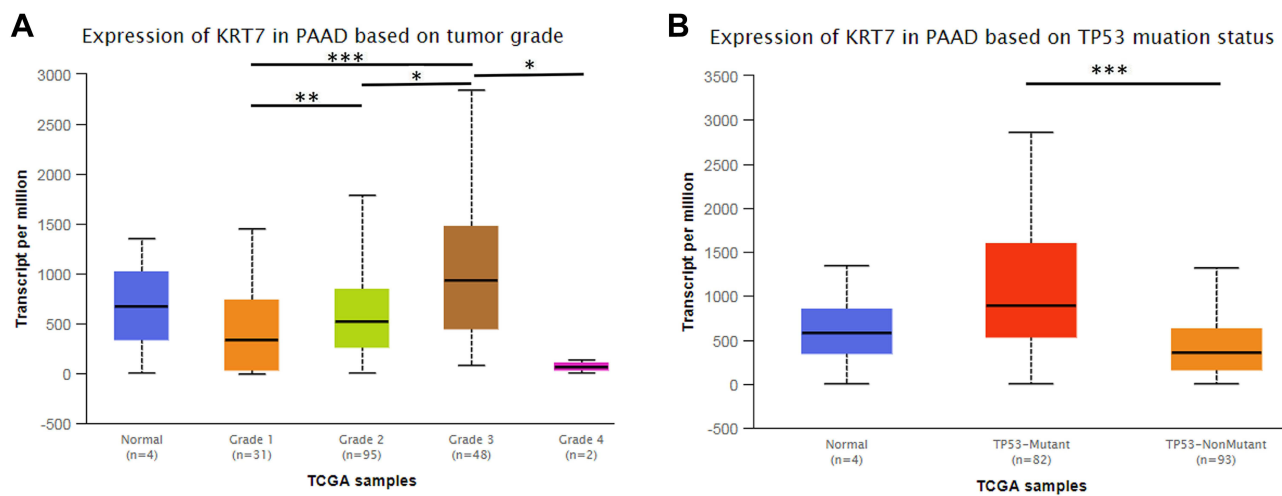 A
Expression of KRT7 in PAAD based on tumor grade
***
*
*
**
3000
2500
2000
1500
1000
500
0
-500
Transcript per million
Normal
(n=4)
Grade 1
(n=31)
Grade 2
(n=95)
Grade 3
(n=48)
Grade 4
(n=2)
TCGA samples
B
Expression of KRT7 in PAAD based on TP53 muation status
***
3500
3000
2500
2000
1500
1000
500
0
-500
Transcript per million
Normal
(n=4)
TP53-Mutant
(n=82)
TP53-NonMutant
(n=93)
TCGA samples